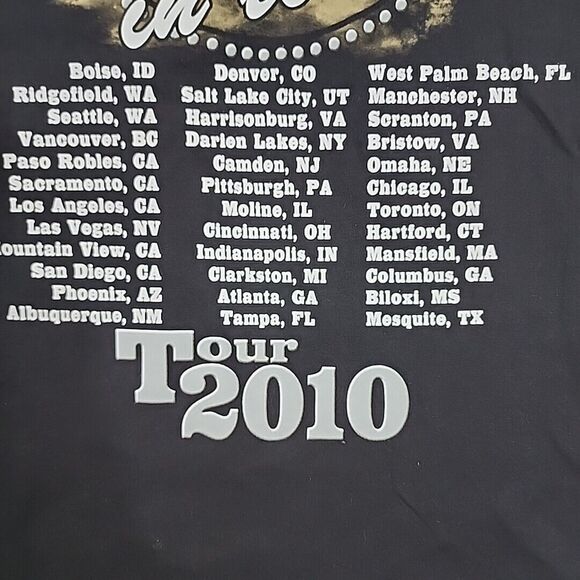 in
Boise, ID
Ridgefield, WA
Seattle, WA
Vancouver, BC
Paso Robles, CA
Sacramento, CA
Los Angeles, CA
Las Vegas, NV
ountain View, CA
San Diego, CA
Phoenix, AZ
Albuquerque, NM
Denver, CO
Salt Lake City, UT
Harrisonburg, VA
Darien Lakes, NY
Camden, NJ
Pittsburgh, PA
Moline, IL
Cincinnati, OH
Indianapolis, IN
Clarkston, MI
Atlanta, GA
Tampa, FL
West Palm Beach, FL
Manchester, NH
Scranton, PA
Bristow, VA
Omaha, NE
Chicago, IL
Toronto, ON
Hartford, CT
Mansfield, MA
Columbus, GA
Biloxi, MS
Mesquite, TX
Tour
2010